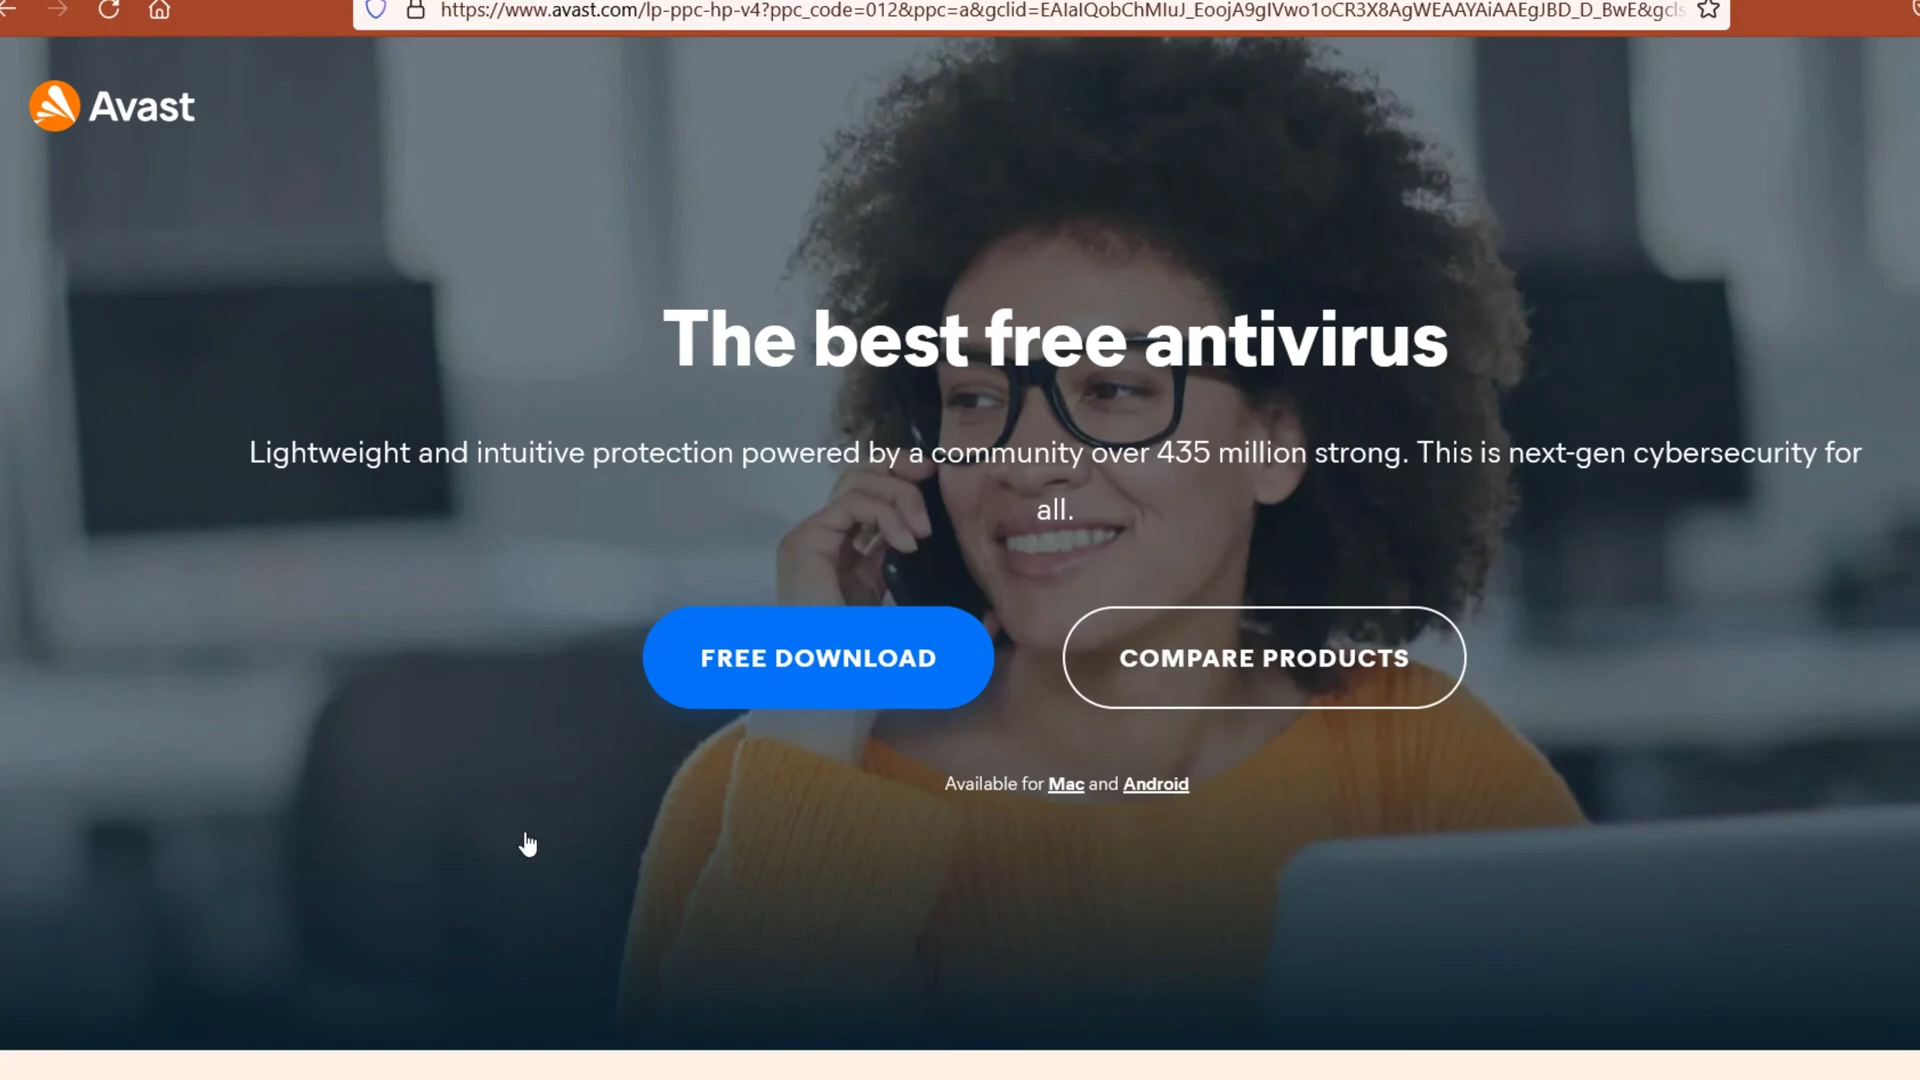 https://www.avast.com/lp-ppc-hp-v4?ppc_code=012&ppc=a&gclid=EAIaIQobChMIuJ_EoojA9gIVwo1oCR3X8AgWEAAYAiAAEgJBD_D_BwE&gcls
Avast
The best free antivirus
Lightweight and intuitive protection powered by a community over 435 million strong. This is next-gen cybersecurity for
all.
FREE DOWNLOAD
COMPARE PRODUCTS
Available for Mac and Android